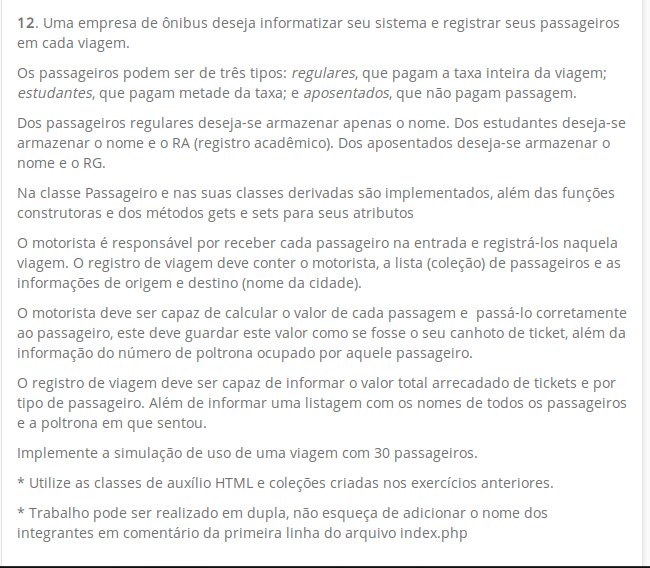 12. Uma empresa de ônibus deseja informatizar seu sistema e registrar seus passageiros
em cada viagem.
Os passageiros podem ser de três tipos: regulares, que pagam a taxa inteira da viagem;
estudantes, que pagam metade da taxa; e aposentados, que não pagam passagem.
Dos passageiros regulares deseja-se armazenar apenas o nome. Dos estudantes deseja-se
armazenar o nome e o RA (registro acadêmico). Dos aposentados deseja-se armazenar o
nome e o RG.
Na classe Passageiro e nas suas classes derivadas são implementados, além das funções
construtoras e dos métodos gets e sets para seus atributos
O motorista é responsável por receber cada passageiro na entrada e registrá-los naquela
viagem. O registro de viagem deve conter o motorista, a lista (coleção) de passageiros e as
informações de origem e destino (nome da cidade).
O motorista deve ser capaz de calcular o valor de cada passagem e  passá-lo corretamente
ao passageiro, este deve guardar este valor como se fosse o seu canhoto de ticket, além da
informação do número de poltrona ocupado por aquele passageiro.
O registro de viagem deve ser capaz de informar o valor total arrecadado de tickets e por
tipo de passageiro. Além de informar uma listagem com os nomes de todos os passageiros
e a poltrona em que sentou.
Implemente a simulação de uso de uma viagem com 30 passageiros.
* Utilize as classes de auxílio HTML e coleções criadas nos exercícios anteriores.
* Trabalho pode ser realizado em dupla, não esqueça de adicionar o nome dos
integrantes em comentário da primeira linha do arquivo index.php